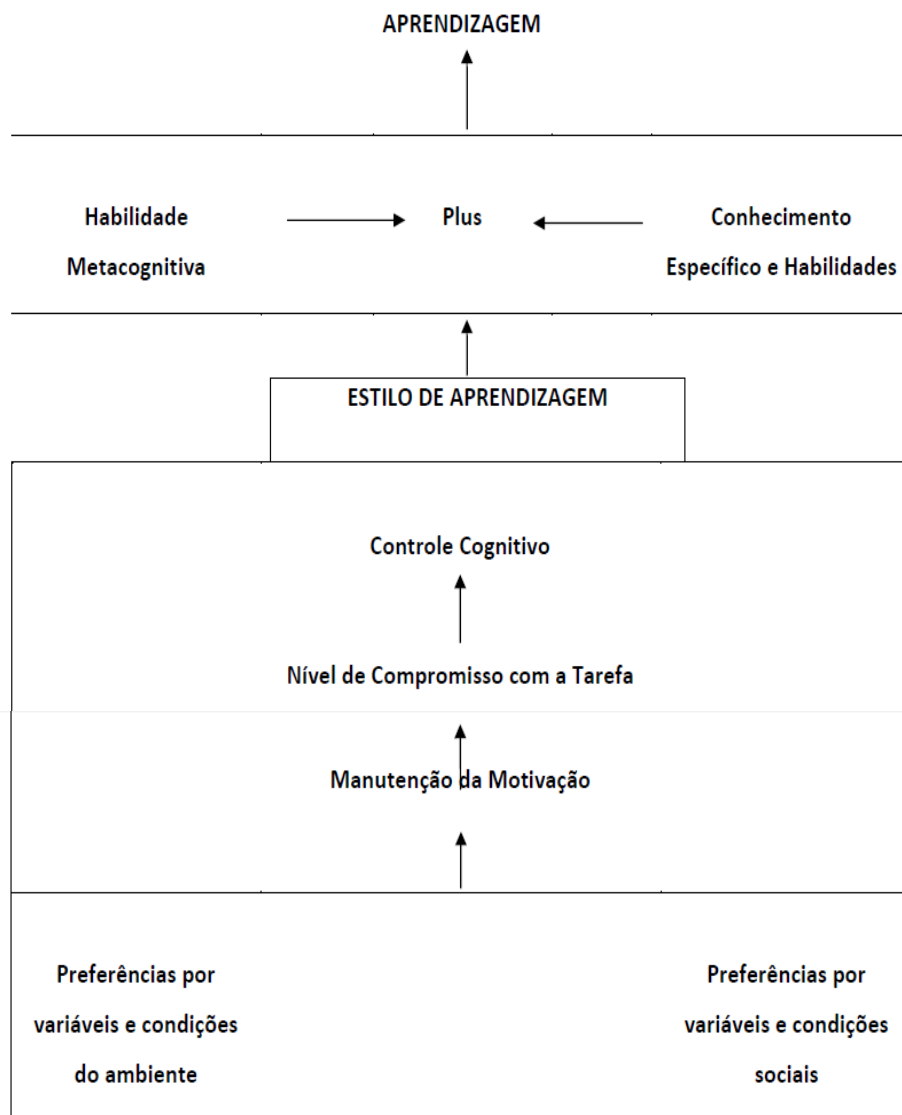 APRENDIZAGEM
Habilidade
Metacognitiva
Plus
Conhecimento
Específico e Habilidades
ESTILO DE APRENDIZAGEM
Controle Cognitivo
Nível de Compromisso com a Tarefa
Manutenção da Motivação
Preferências por
variáveis e condições
do ambiente
Preferências por
variáveis e condições
sociais